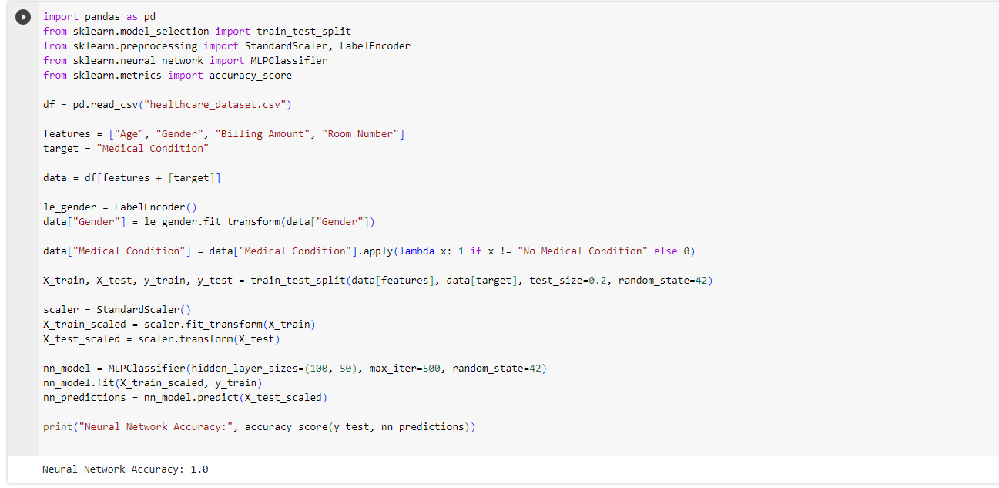 import pandas as pd
from sklearn.model_selection import train_test_split
from sklearn.preprocessing import StandardScaler, LabelEncoder
from sklearn.neural_network import MLPClassifier
from sklearn.metrics import accuracy_score
df = pd.read_csv("healthcare_dataset.csv")
features = ["Age", "Gender", "Billing Amount", "Room Number"]
target = "Medical Condition"
data = df[features + [target]]
le_gender = LabelEncoder()
data["Gender"] = le_gender.fit_transform(data["Gender"])
data["Medical Condition"] = data["Medical Condition"].apply(lambda x: 1 if x != "No Medical Condition" else 0)
X_train, X_test, y_train, y_test = train_test_split(data[features], data[target], test_size=0.2, random_state=42)
scaler = StandardScaler()
X_train_scaled = scaler.fit_transform(X_train)
X_test_scaled = scaler.transform(X_test)
nn_model = MLPClassifier(hidden_layer_sizes=(100, 50), max_iter=500, random_state=42)
nn_model.fit(X_train_scaled, y_train)
nn_predictions = nn_model.predict(X_test_scaled)
print("Neural Network Accuracy:", accuracy_score(y_test, nn_predictions))
Neural Network Accuracy: 1.0